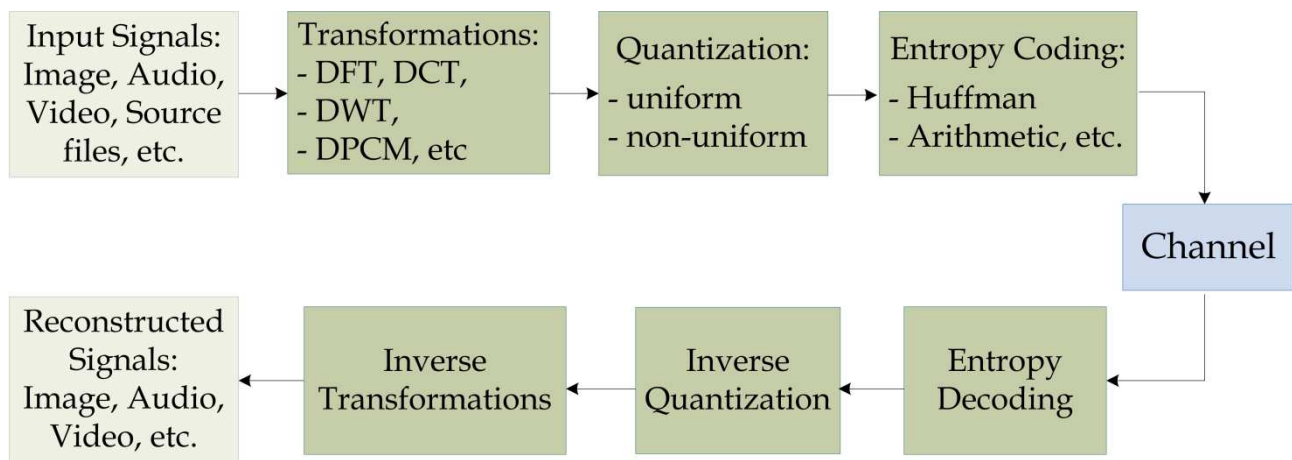 Input Signals:
Image, Audio,
Video, Source
files, etc.
Transformations:
- DFT, DCT,
- DWT,
- DPCM, etc
Quantization:
- uniform
- non-uniform
Entropy Coding:
- Huffman
- Arithmetic, etc.
Channel
Reconstructed
Signals:
Image, Audio,
Video, etc.
Inverse
Transformations
Inverse
Quantization
Entropy
Decoding